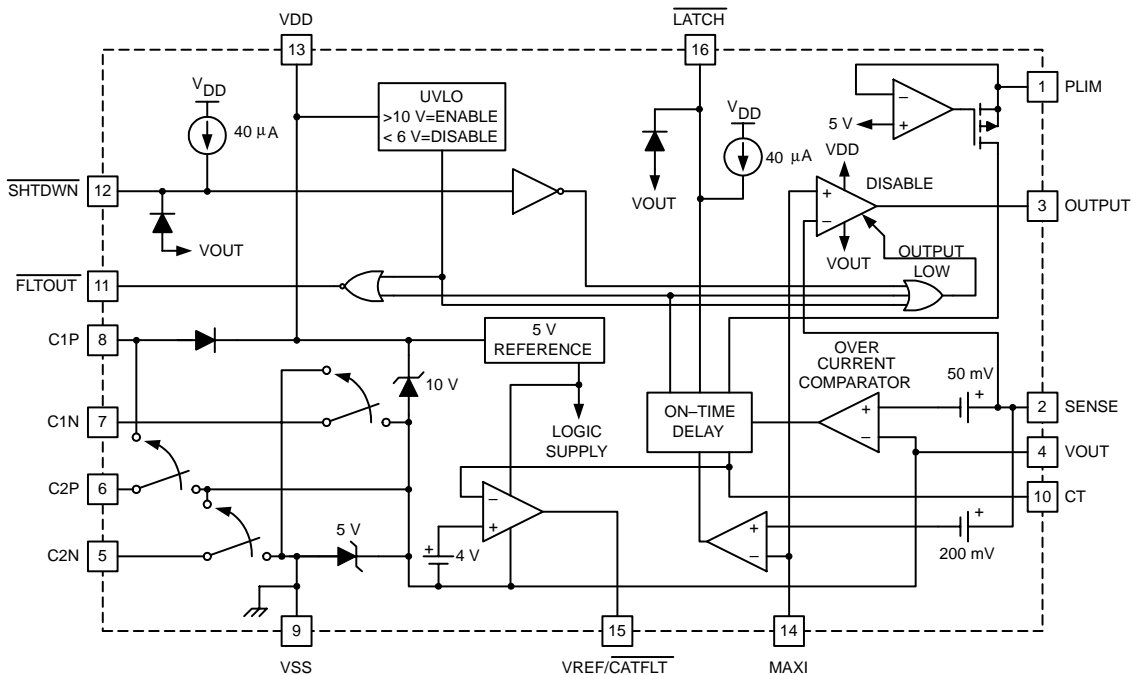 VDD
LATCH
13
16
VDD
40 µA
UVLO
>10 V=ENABLE
< 6 V=DISABLE
VDD
40 µA
VOUT
–
+
5 V
1
PLIM
SHTDWN
12
VOUT
VDD
DISABLE
+
–
VOUT
3
OUTPUT
OUTPUT
LOW
FLTOUT
11
C1P
8
5 V
REFERENCE
10 V
LOGIC
SUPPLY
OVER
CURRENT
COMPARATOR
50 mV
+
ON–TIME
DELAY
+
–
C1N
7
2
SENSE
4
VOUT
C2P
6
10
CT
C2N
5
5 V
+
4 V
–
+
+
–
+
200 mV
9
15
14
VSS
VREF/CATFLT
MAXI